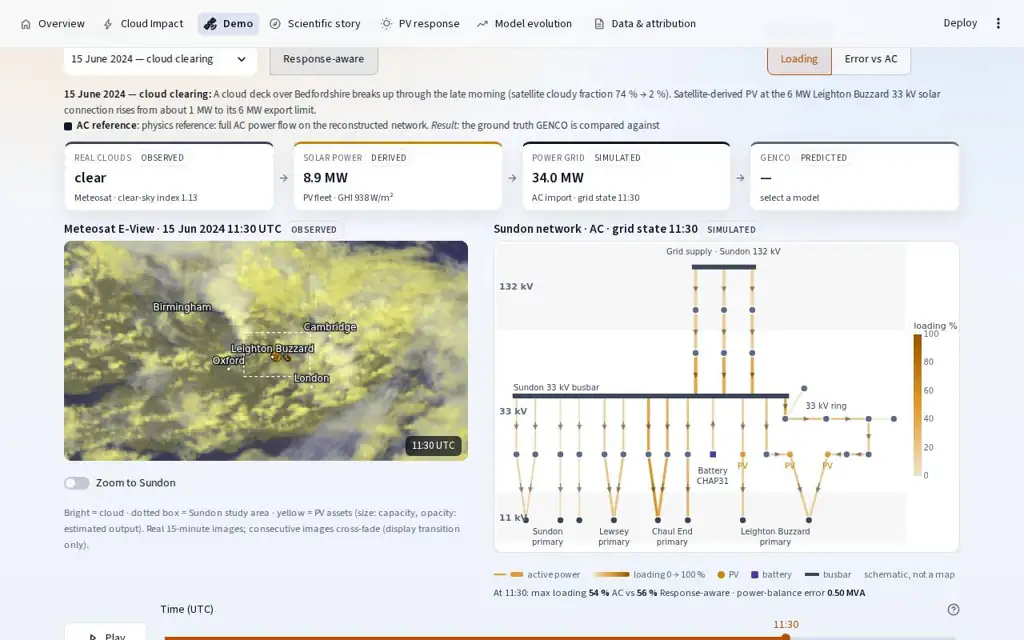 Overview
Cloud Impact
Demo
Scientific story
PV response
Model evolution
Data & attribution
Deploy
15 June 2024 — cloud clearing
Response-aware
Loading
Error vs AC
15 June 2024 — cloud clearing: A cloud deck over Bedfordshire breaks up through the late morning (satellite cloudy fraction 74 % → 2 %). Satellite-derived PV at the 6 MW Leighton Buzzard 33 kV solar
connection rises from about 1 MW to its 6 MW export limit.
AC reference: physics reference: full AC power flow on the reconstructed network. Result: the ground truth GENCO is compared against
REAL CLOUDS OBSERVED
clear
Meteosat · clear-sky index 1.13
SOLAR POWER DERIVED
8.9 MW
PV fleet · GHI 938 W/m²
POWER GRID SIMULATED
34.0 MW
AC import · grid state 11:30
GENCO PREDICTED
—
select a model
Meteosat E-View · 15 Jun 2024 11:30 UTC OBSERVED
Birmingham
Cambridge
Leighton Buzzard
Oxford
London
11:30 UTC
Zoom to Sundon
Bright = cloud · dotted box = Sundon study area · yellow = PV assets (size: capacity, opacity:
estimated output). Real 15-minute images; consecutive images cross-fade (display transition
only).
Sundon network · AC · grid state 11:30 SIMULATED
Grid supply · Sundon 132 kV
132 kV
loading %
100
80
60
40
20
0
Sundon 33 kV busbar
33 kV
33 kV ring
Battery
CHAP31
PV
PV
PV
11 kV
Sundon
primary
Lewsey
primary
Chaul End
primary
Leighton Buzzard
primary
active power
loading 0 → 100 %
PV
battery
busbar
schematic, not a map
At 11:30: max loading 54 % AC vs 56 % Response-aware · power-balance error 0.50 MVA
Time (UTC)
Play
11:30